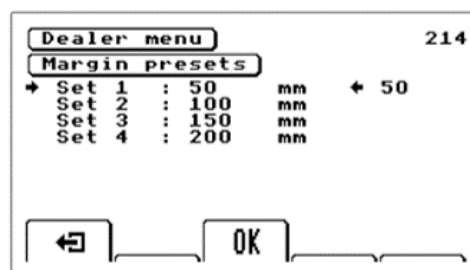 Dealer menu 214
Margin presets
Set 1 : 50 mm 50
Set 2 : 100 mm
Set 3 : 150 mm
Set 4 : 200 mm
OK